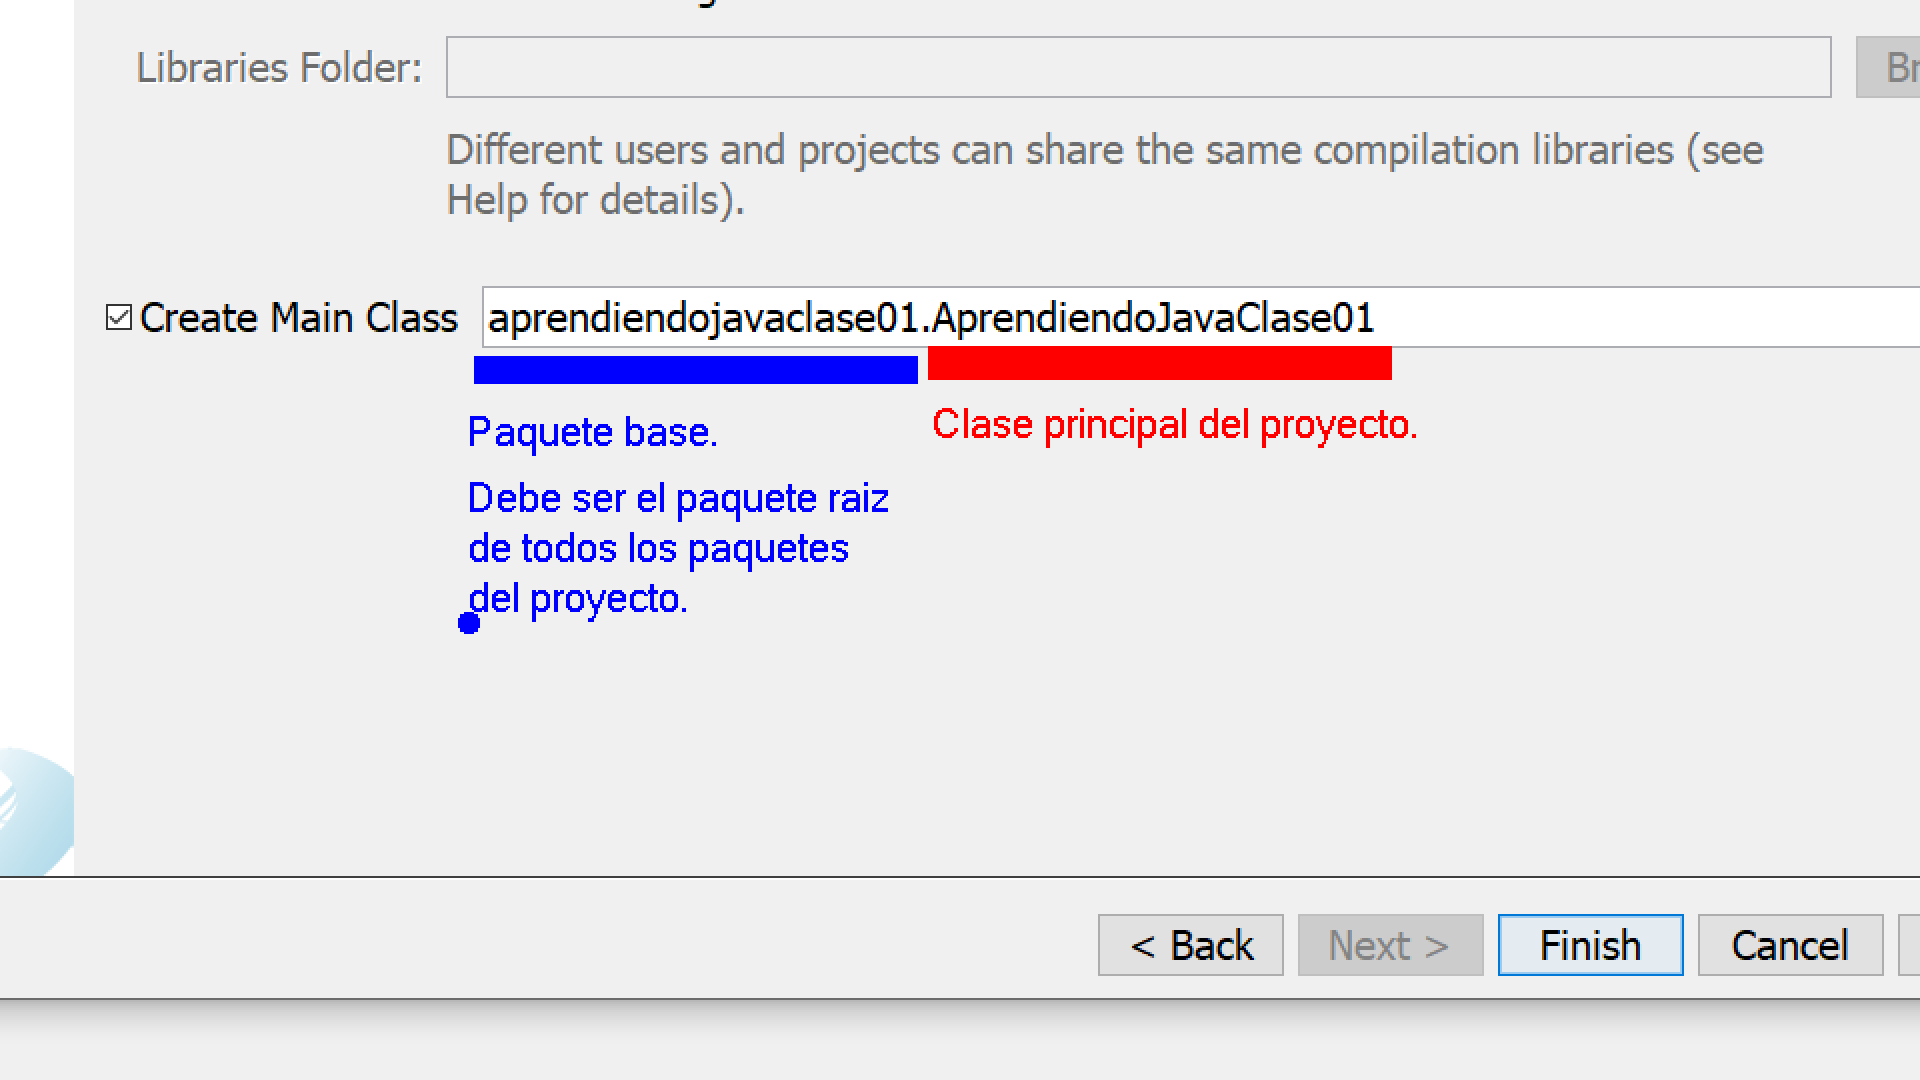 Libraries Folder:
Different users and projects can share the same compilation libraries (see
Help for details).
Create Main Class aprendiendojavaclase01.AprendiendoJavaClase01
Paquete base.
Clase principal del proyecto.
Debe ser el paquete raiz
de todos los paquetes
del proyecto.
< Back Next > Finish Cancel